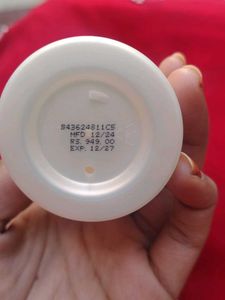 B43624811C5
MFD 12/24
RS. 949.00
EXP. 12/27